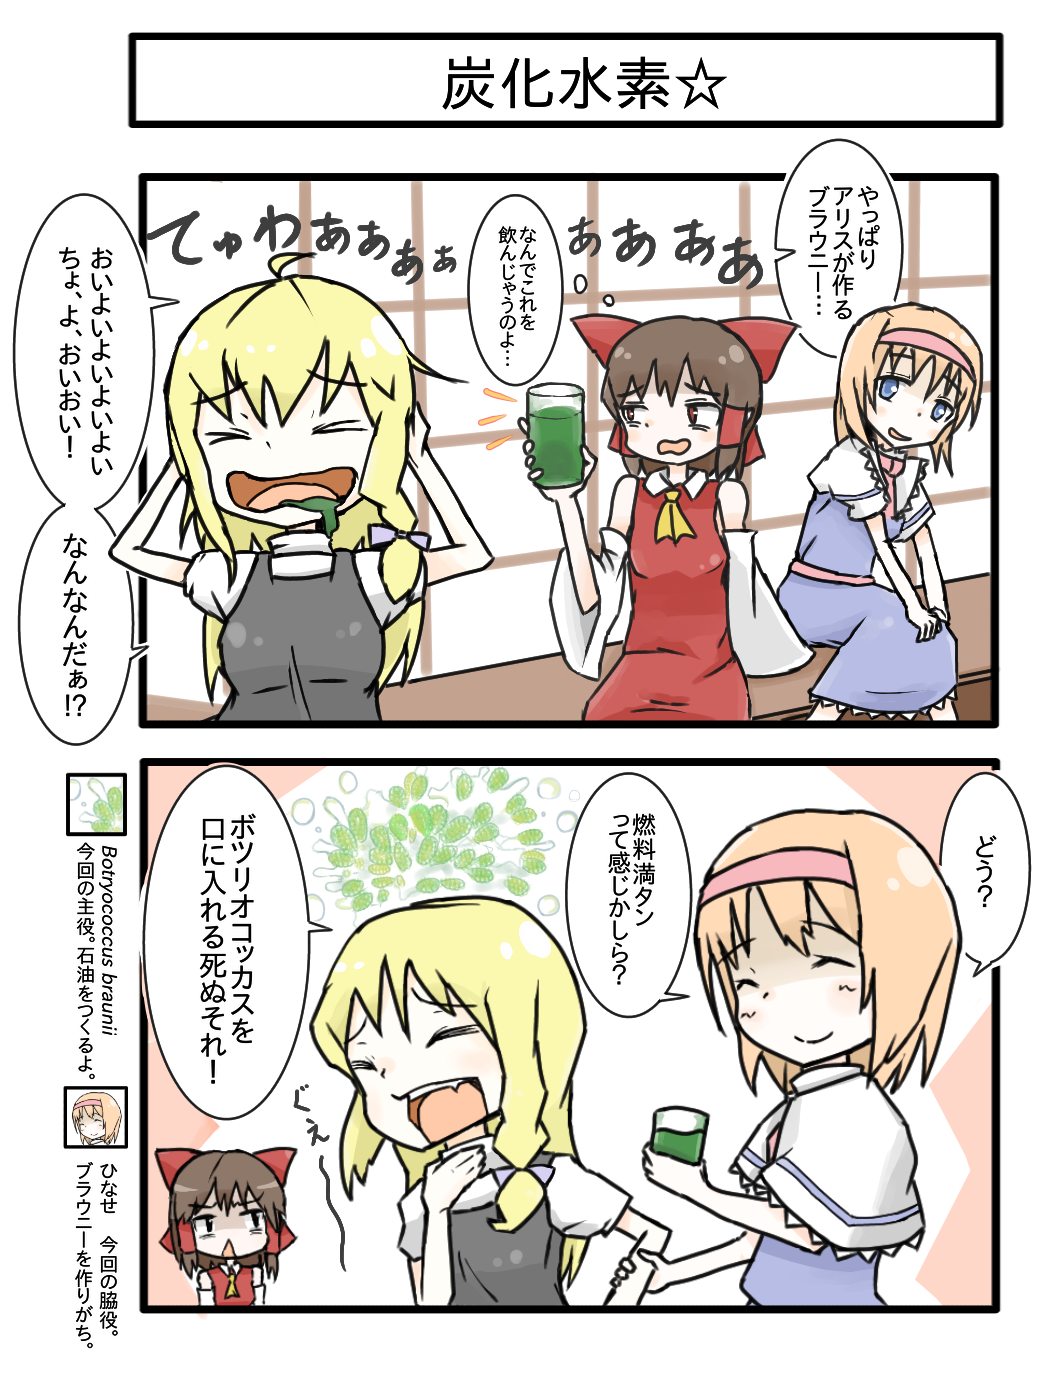 炭化水素☆
やっぱり
アリスが作る
ブラウニー…
なんでこれを
飲んじゃうのよ…
てゅわぁぁぁぁぁぁぁぁ
おいよいよいよいよい
ちょ、よ、おいおい！
なんなんだぁ!?
どう？
燃料満タン
って感じかしら？
ボツリオコッカスを
口に入れる死ぬそれ！
ぐぇ〜〜
Botryococcus braunii
今回の主役。石油をつくるよ。
ひなせ　今回の脇役。
ブラウニーを作りがち。